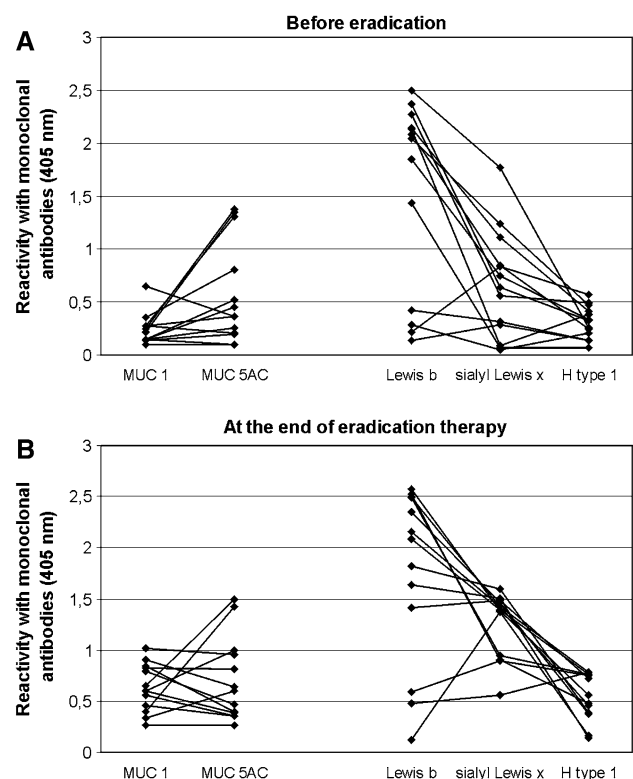 A
Before eradication
Reactivity with monoclonal
antibodies (405 nm)
3
2,5
2
1,5
1
0,5
0
MUC 1
MUC 5AC
Lewis b
sialyl Lewis x
H type 1
B
At the end of eradication therapy
Reactivity with monoclonal
antibodies (405 nm)
3
2,5
2
1,5
1
0,5
0
MUC 1
MUC 5AC
Lewis b
sialyl Lewis x
H type 1